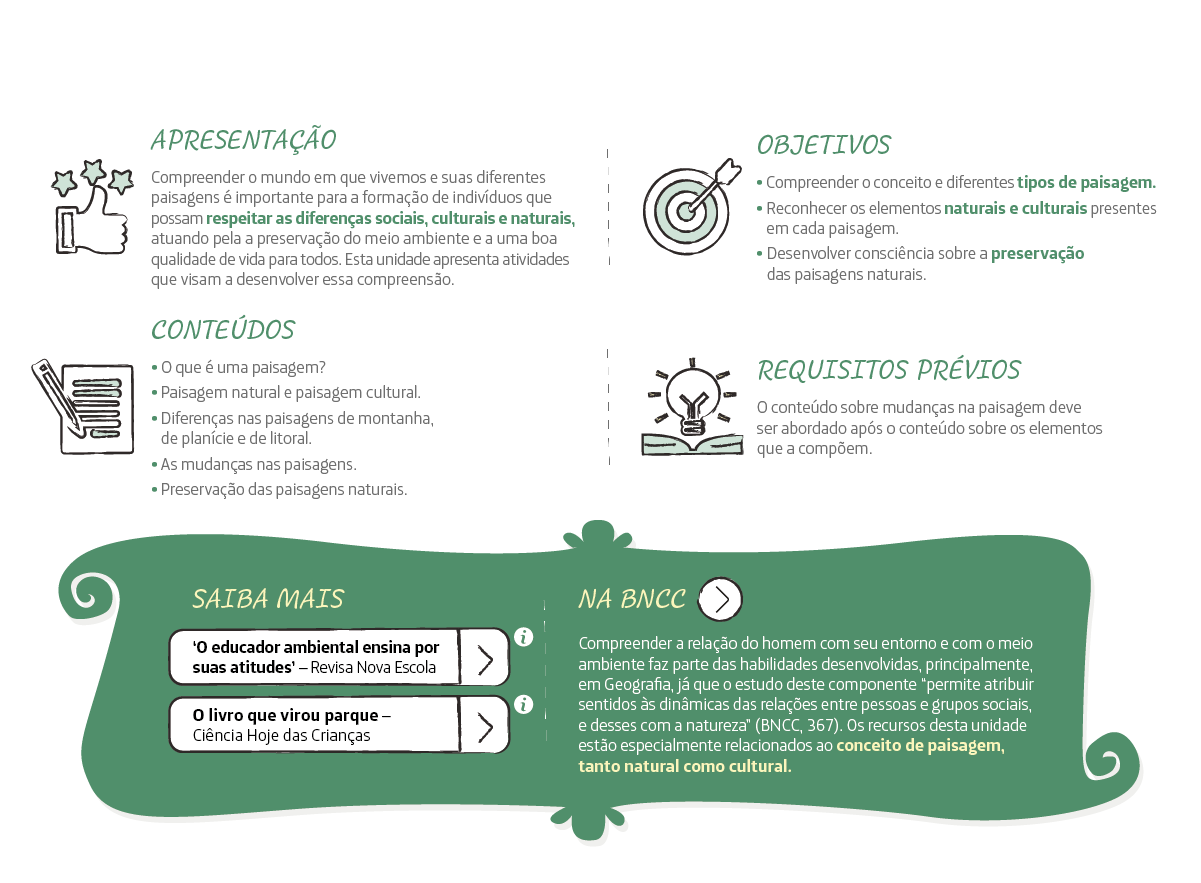 APRESENTAÇÃO
Compreender o mundo em que vivemos e suas diferentes
paisagens é importante para a formação de indivíduos que
possam respeitar as diferenças sociais, culturais e naturais,
atuando pela a preservação do meio ambiente e a uma boa
qualidade de vida para todos. Esta unidade apresenta atividades
que visam a desenvolver essa compreensão.
OBJETIVOS
• Compreender o conceito e diferentes tipos de paisagem.
• Reconhecer os elementos naturais e culturais presentes
em cada paisagem.
• Desenvolver consciência sobre a preservação
das paisagens naturais.
CONTEÚDOS
• O que é uma paisagem?
• Paisagem natural e paisagem cultural.
• Diferenças nas paisagens de montanha,
de planície e de litoral.
• As mudanças nas paisagens.
• Preservação das paisagens naturais.
REQUISITOS PRÉVIOS
O conteúdo sobre mudanças na paisagem deve
ser abordado após o conteúdo sobre os elementos
que a compõem.
SAIBA MAIS
‘O educador ambiental ensina por
suas atitudes’ – Revisa Nova Escola
i
O livro que virou parque –
Ciência Hoje das Crianças
i
NA BNCC
Compreender a relação do homem com seu entorno e com o meio
ambiente faz parte das habilidades desenvolvidas, principalmente,
em Geografia, já que o estudo deste componente “permite atribuir
sentidos às dinâmicas das relações entre pessoas e grupos sociais,
e desses com a natureza” (BNCC, 367). Os recursos desta unidade
estão especialmente relacionados ao conceito de paisagem,
tanto natural como cultural.